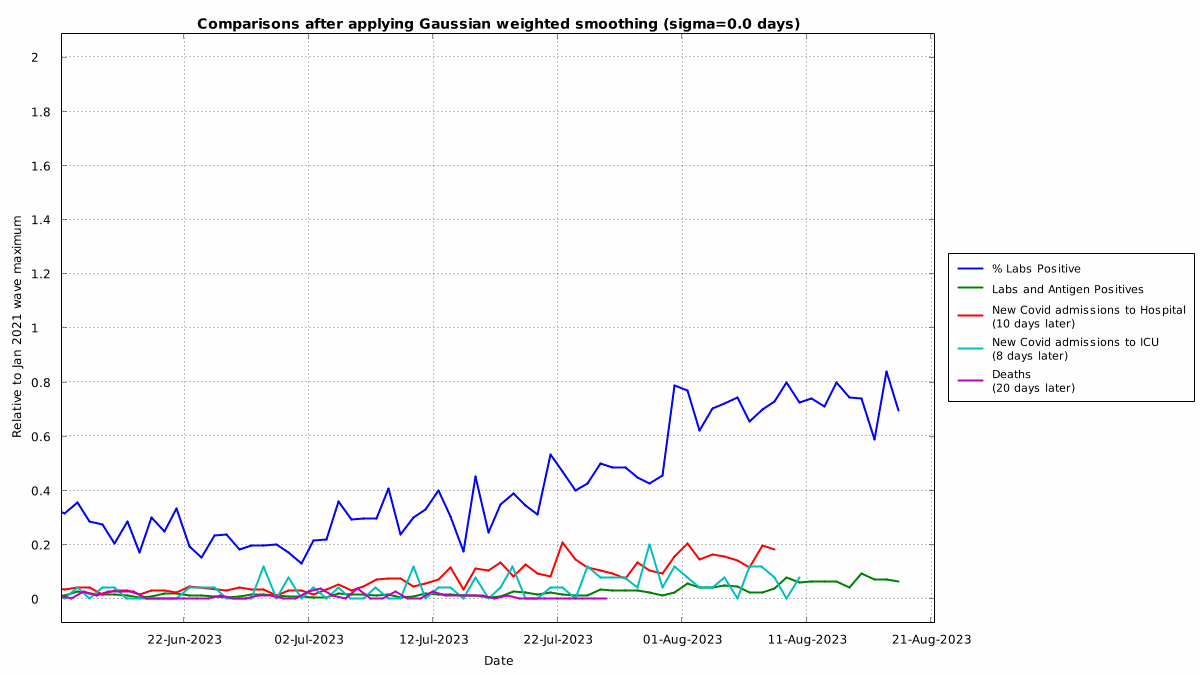 Comparisons after applying Gaussian weighted smoothing (sigma=0.0 days)
Relative to Jan 2021 wave maximum
2
1.8
1.6
1.4
1.2
1
0.8
0.6
0.4
0.2
0
22-Jun-2023
02-Jul-2023
12-Jul-2023
22-Jul-2023
01-Aug-2023
11-Aug-2023
21-Aug-2023
Date
% Labs Positive
Labs and Antigen Positives
New Covid admissions to Hospital
(10 days later)
New Covid admissions to ICU
(8 days later)
Deaths
(20 days later)